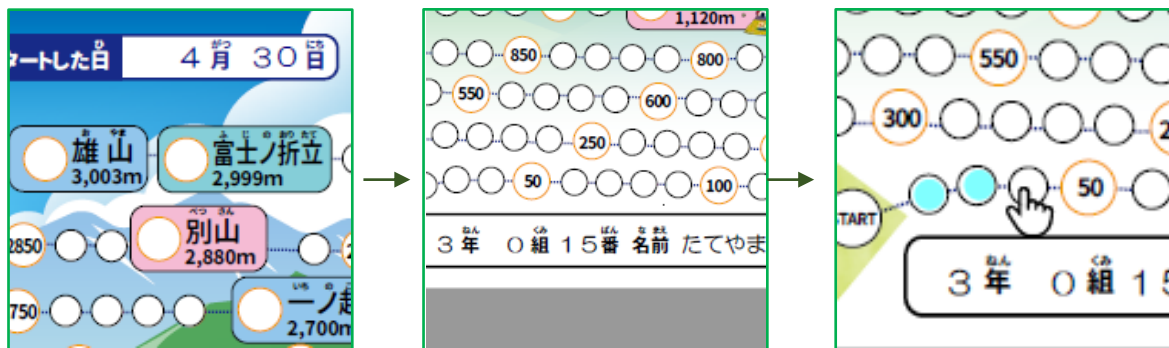 タートした日 4月 30日
雄山
3,003m
富士ノ折立
2,999m
2850
別山
2,880m
750
一ノ越
2,700m
1,120m
850 800
550 600
250
50 100
3年 0組 15番 名前 たてやま
550
300
START 50
3年 0組 15